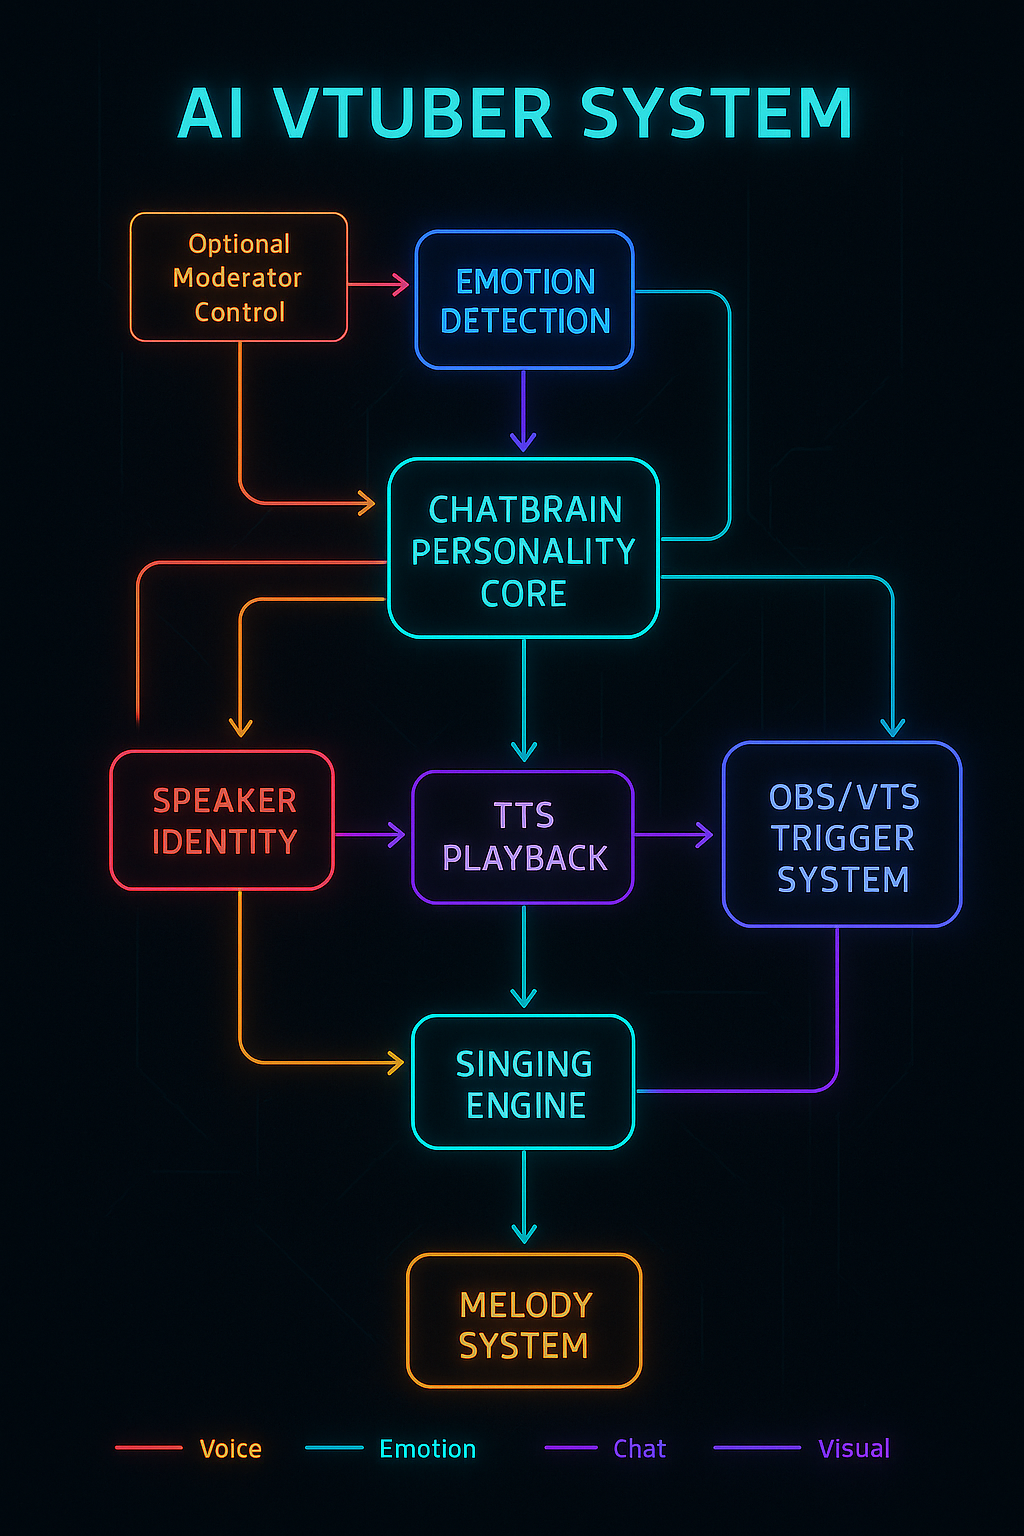 AI VTUBER SYSTEM
Optional
Moderator
Control
EMOTION
DETECTION
CHATBRAIN
PERSONALITY
CORE
SPEAKER
IDENTITY
TTS
PLAYBACK
OBS/VTS
TRIGGER
SYSTEM
SINGING
ENGINE
MELODY
SYSTEM
Voice
Emotion
Chat
Visual